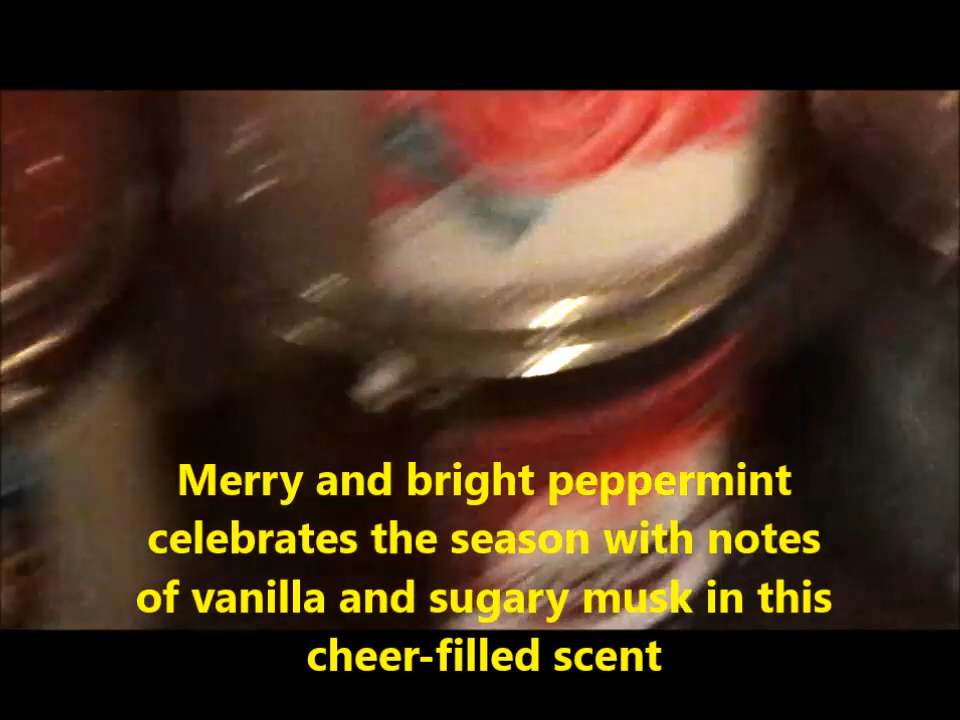 Merry and bright peppermint
celebrates the season with notes
of vanilla and sugary musk in this
cheer-filled scent